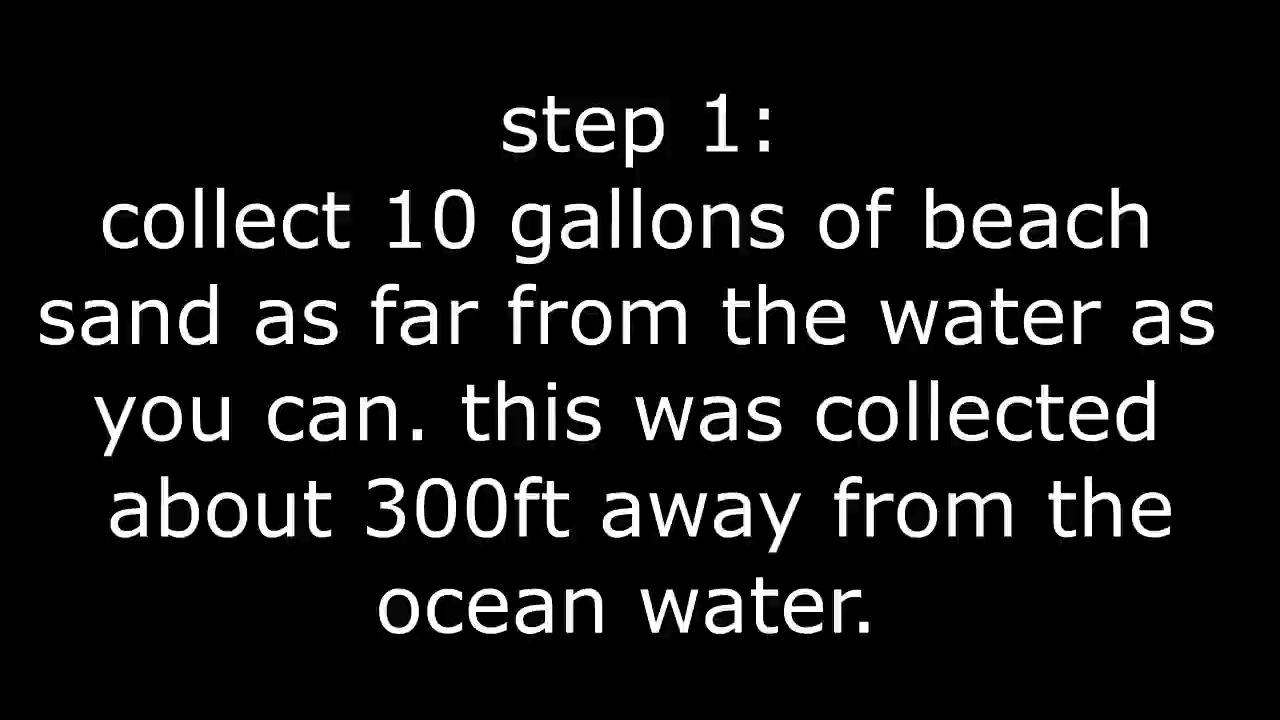 step 1:
collect 10 gallons of beach
sand as far from the water as
you can. this was collected
about 300ft away from the
ocean water.